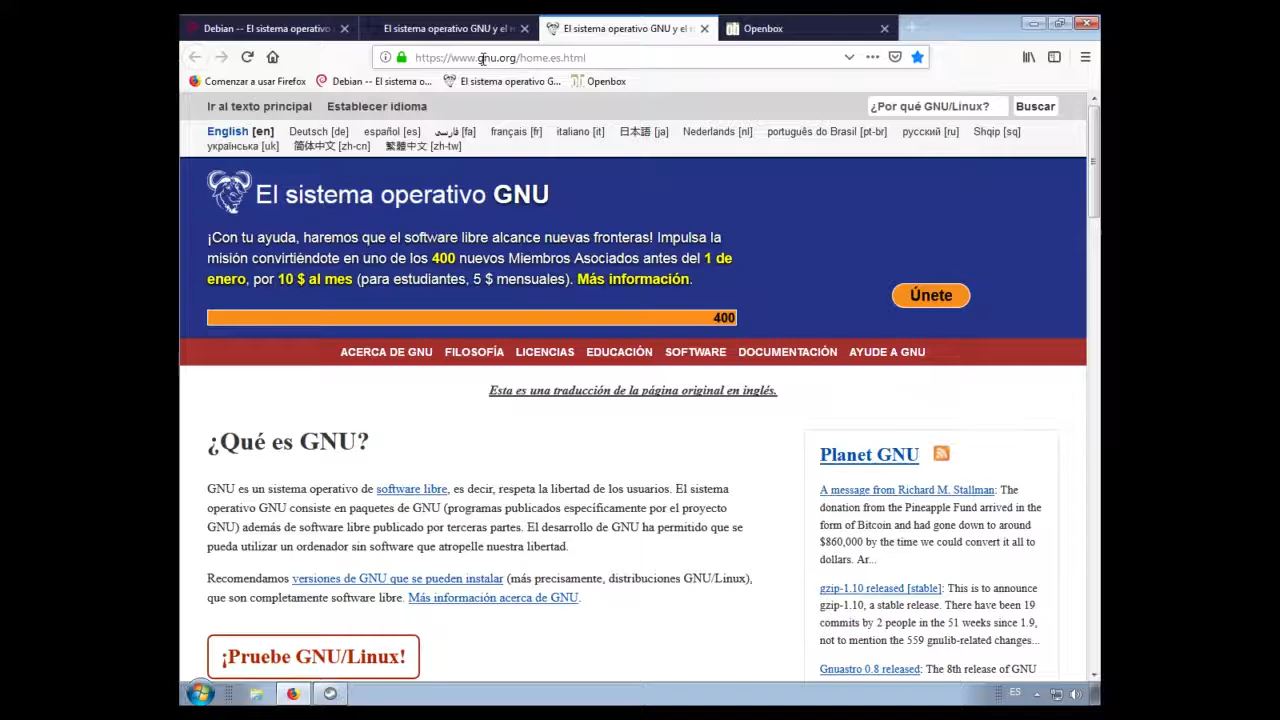 Debian -- El sistema operativo
El sistema operativo GNU y el m
El sistema operativo GNU y el m
Openbox
https://www.gnu.org/home.es.html
Comenzar a usar Firefox
Debian -- El sistema o...
El sistema operativo G...
Openbox
Ir al texto principal
Establecer idioma
¿Por qué GNU/Linux?
Buscar
English [en] Deutsch [de] español [es] فارسی [fa] français [fr] italiano [it] 日本語 [ja] Nederlands [nl] português do Brasil [pt-br] русский [ru] Shqip [sq]
українська [uk] 简体中文 [zh-cn] 繁體中文 [zh-tw]
El sistema operativo GNU
¡Con tu ayuda, haremos que el software libre alcance nuevas fronteras! Impulsa la
misión convirtiéndote en uno de los 400 nuevos Miembros Asociados antes del 1 de
enero, por 10 $ al mes (para estudiantes, 5 $ mensuales). Más información.
Únete
400
ACERCA DE GNU FILOSOFÍA LICENCIAS EDUCACIÓN SOFTWARE DOCUMENTACIÓN AYUDE A GNU
Esta es una traducción de la página original en inglés.
¿Qué es GNU?
GNU es un sistema operativo de software libre, es decir, respeta la libertad de los usuarios. El sistema
operativo GNU consiste en paquetes de GNU (programas publicados específicamente por el proyecto
GNU) además de software libre publicado por terceras partes. El desarrollo de GNU ha permitido que se
pueda utilizar un ordenador sin software que atropelle nuestra libertad.
Recomendamos versiones de GNU que se pueden instalar (más precisamente, distribuciones GNU/Linux),
que son completamente software libre. Más información acerca de GNU.
¡Pruebe GNU/Linux!
Planet GNU
A message from Richard M. Stallman: The
donation from the Pineapple Fund arrived in the
form of Bitcoin and had gone down to around
$860,000 by the time we could convert it all to
dollars. Ar...
gzip-1.10 released [stable]: This is to announce
gzip-1.10, a stable release. There have been 19
commits by 2 people in the 51 weeks since 1.9,
not to mention the 559 gnulib-related changes...
Gnuastro 0.8 released: The 8th release of GNU
ES